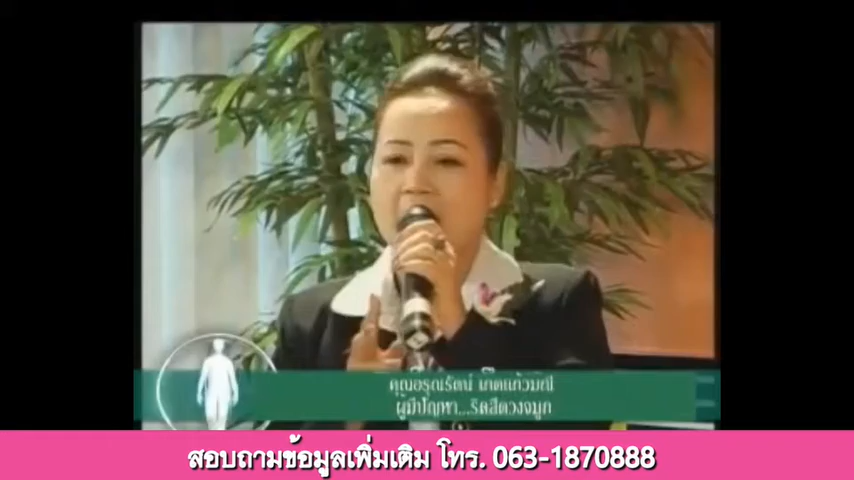 คุณอรุณรัตน์ เกิดแก้วมณี
ผู้มีปัญหา...ริดสีดวงจมูก
สอบถามข้อมูลเพิ่มเติม โทร. 063-1870888